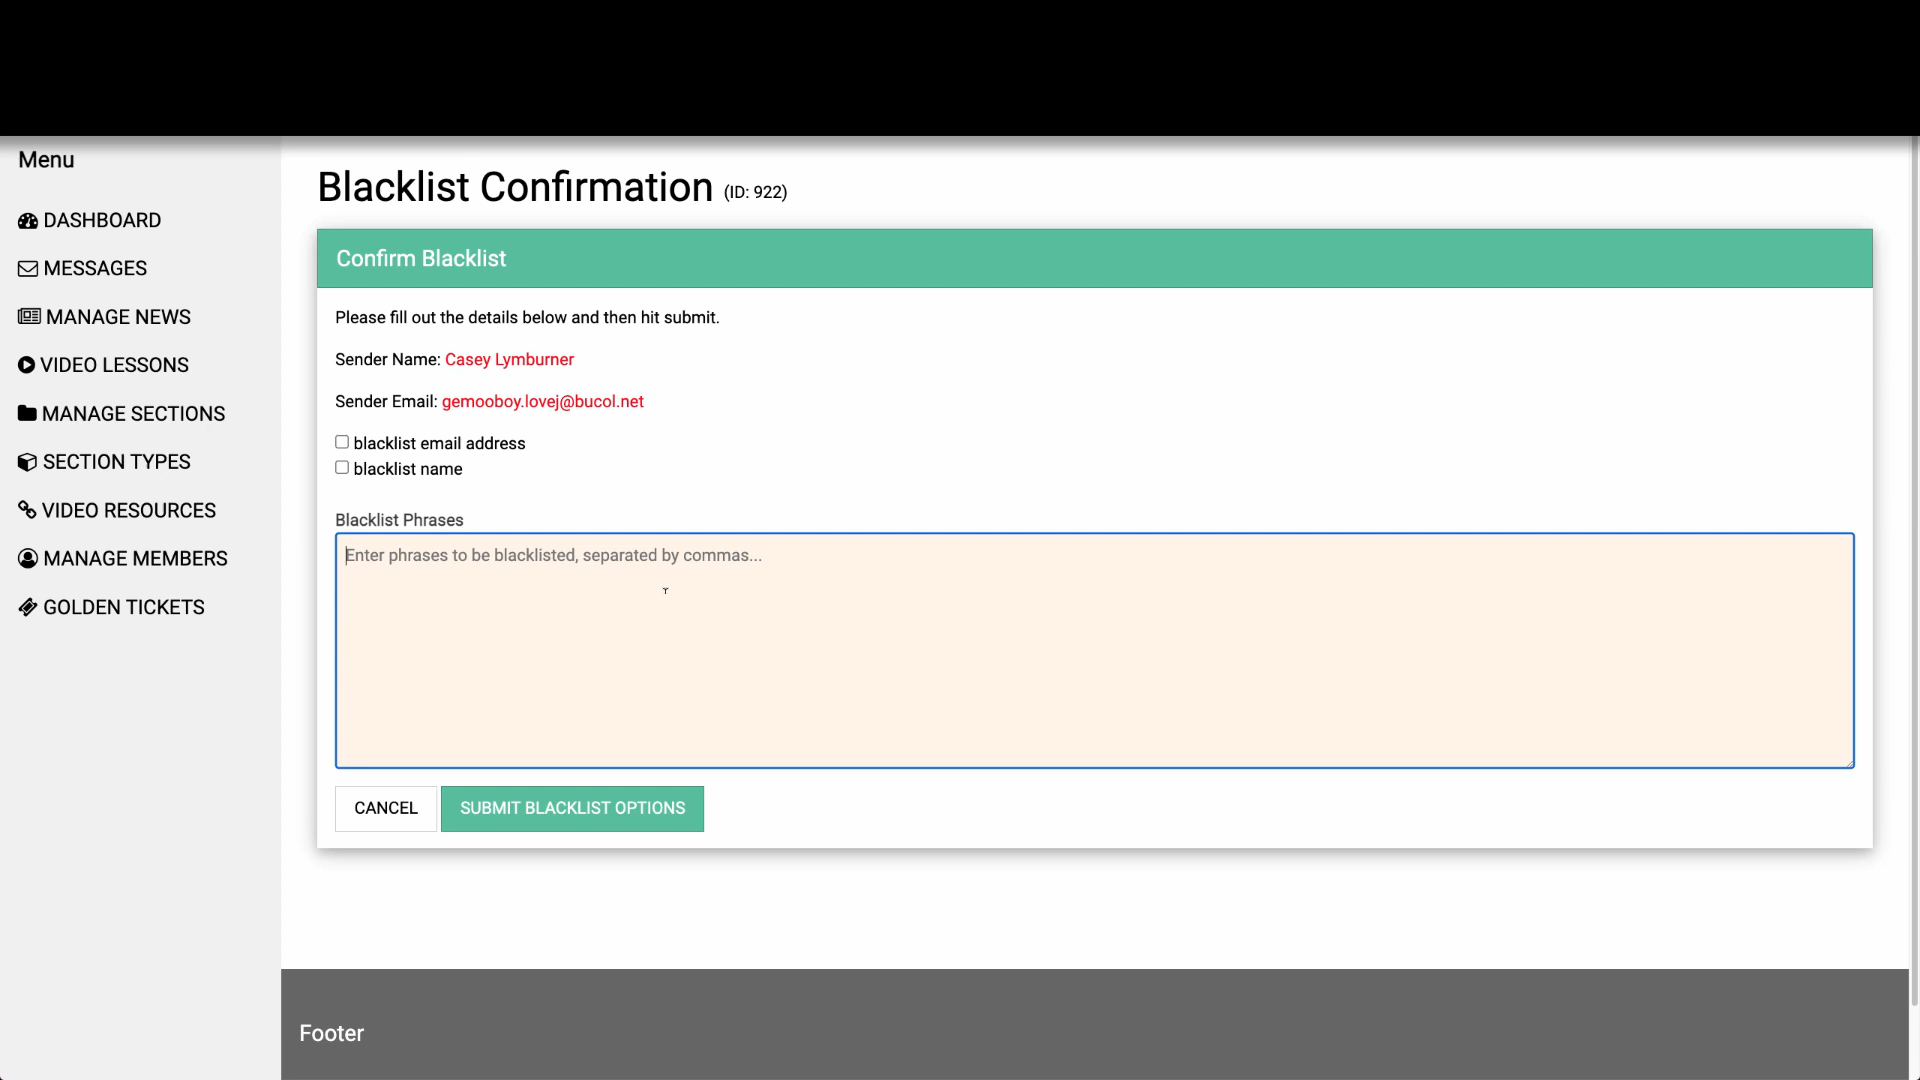 Menu
DASHBOARD
MESSAGES
MANAGE NEWS
VIDEO LESSONS
MANAGE SECTIONS
SECTION TYPES
VIDEO RESOURCES
MANAGE MEMBERS
GOLDEN TICKETS
Blacklist Confirmation (ID: 922)
Confirm Blacklist
Please fill out the details below and then hit submit.
Sender Name: Casey Lymburner
Sender Email: gemooboy.lovej@bucol.net
blacklist email address
blacklist name
Blacklist Phrases
Enter phrases to be blacklisted, separated by commas...
CANCEL SUBMIT BLACKLIST OPTIONS
Footer